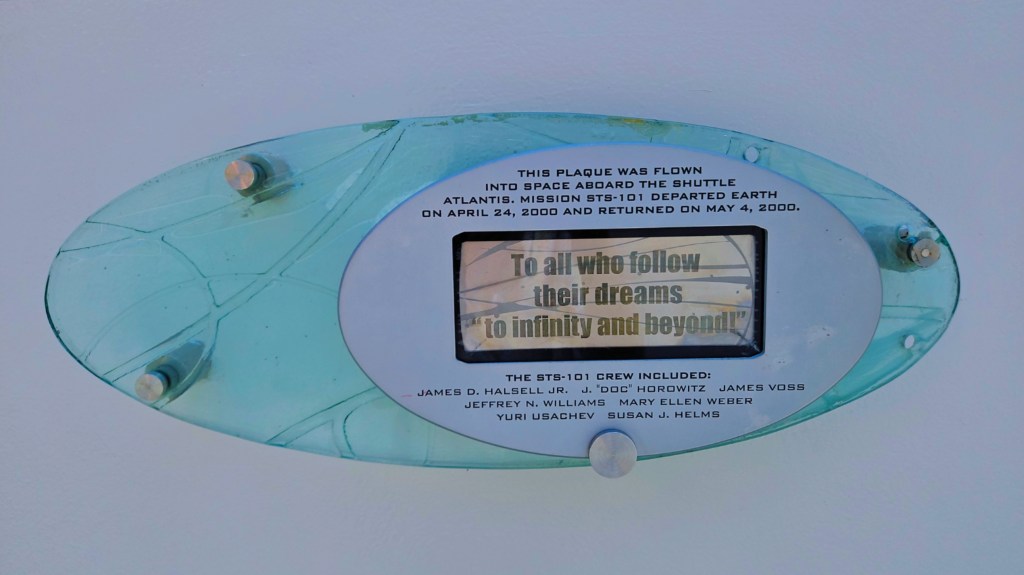 THIS PLAQUE WAS FLOWN
INTO SPACE ABOARD THE SHUTTLE
ATLANTIS. MISSION STS-101 DEPARTED EARTH
ON APRIL 24, 2000 AND RETURNED ON MAY 4, 2000.
To all who follow
their dreams
"to infinity and beyond!"
THE STS-101 CREW INCLUDED:
JAMES D. HALSELL JR. J. "DOC" HOROWITZ JAMES VOSS
JEFFREY N. WILLIAMS MARY ELLEN WEBER
YURI USACHEV SUSAN J. HELMS